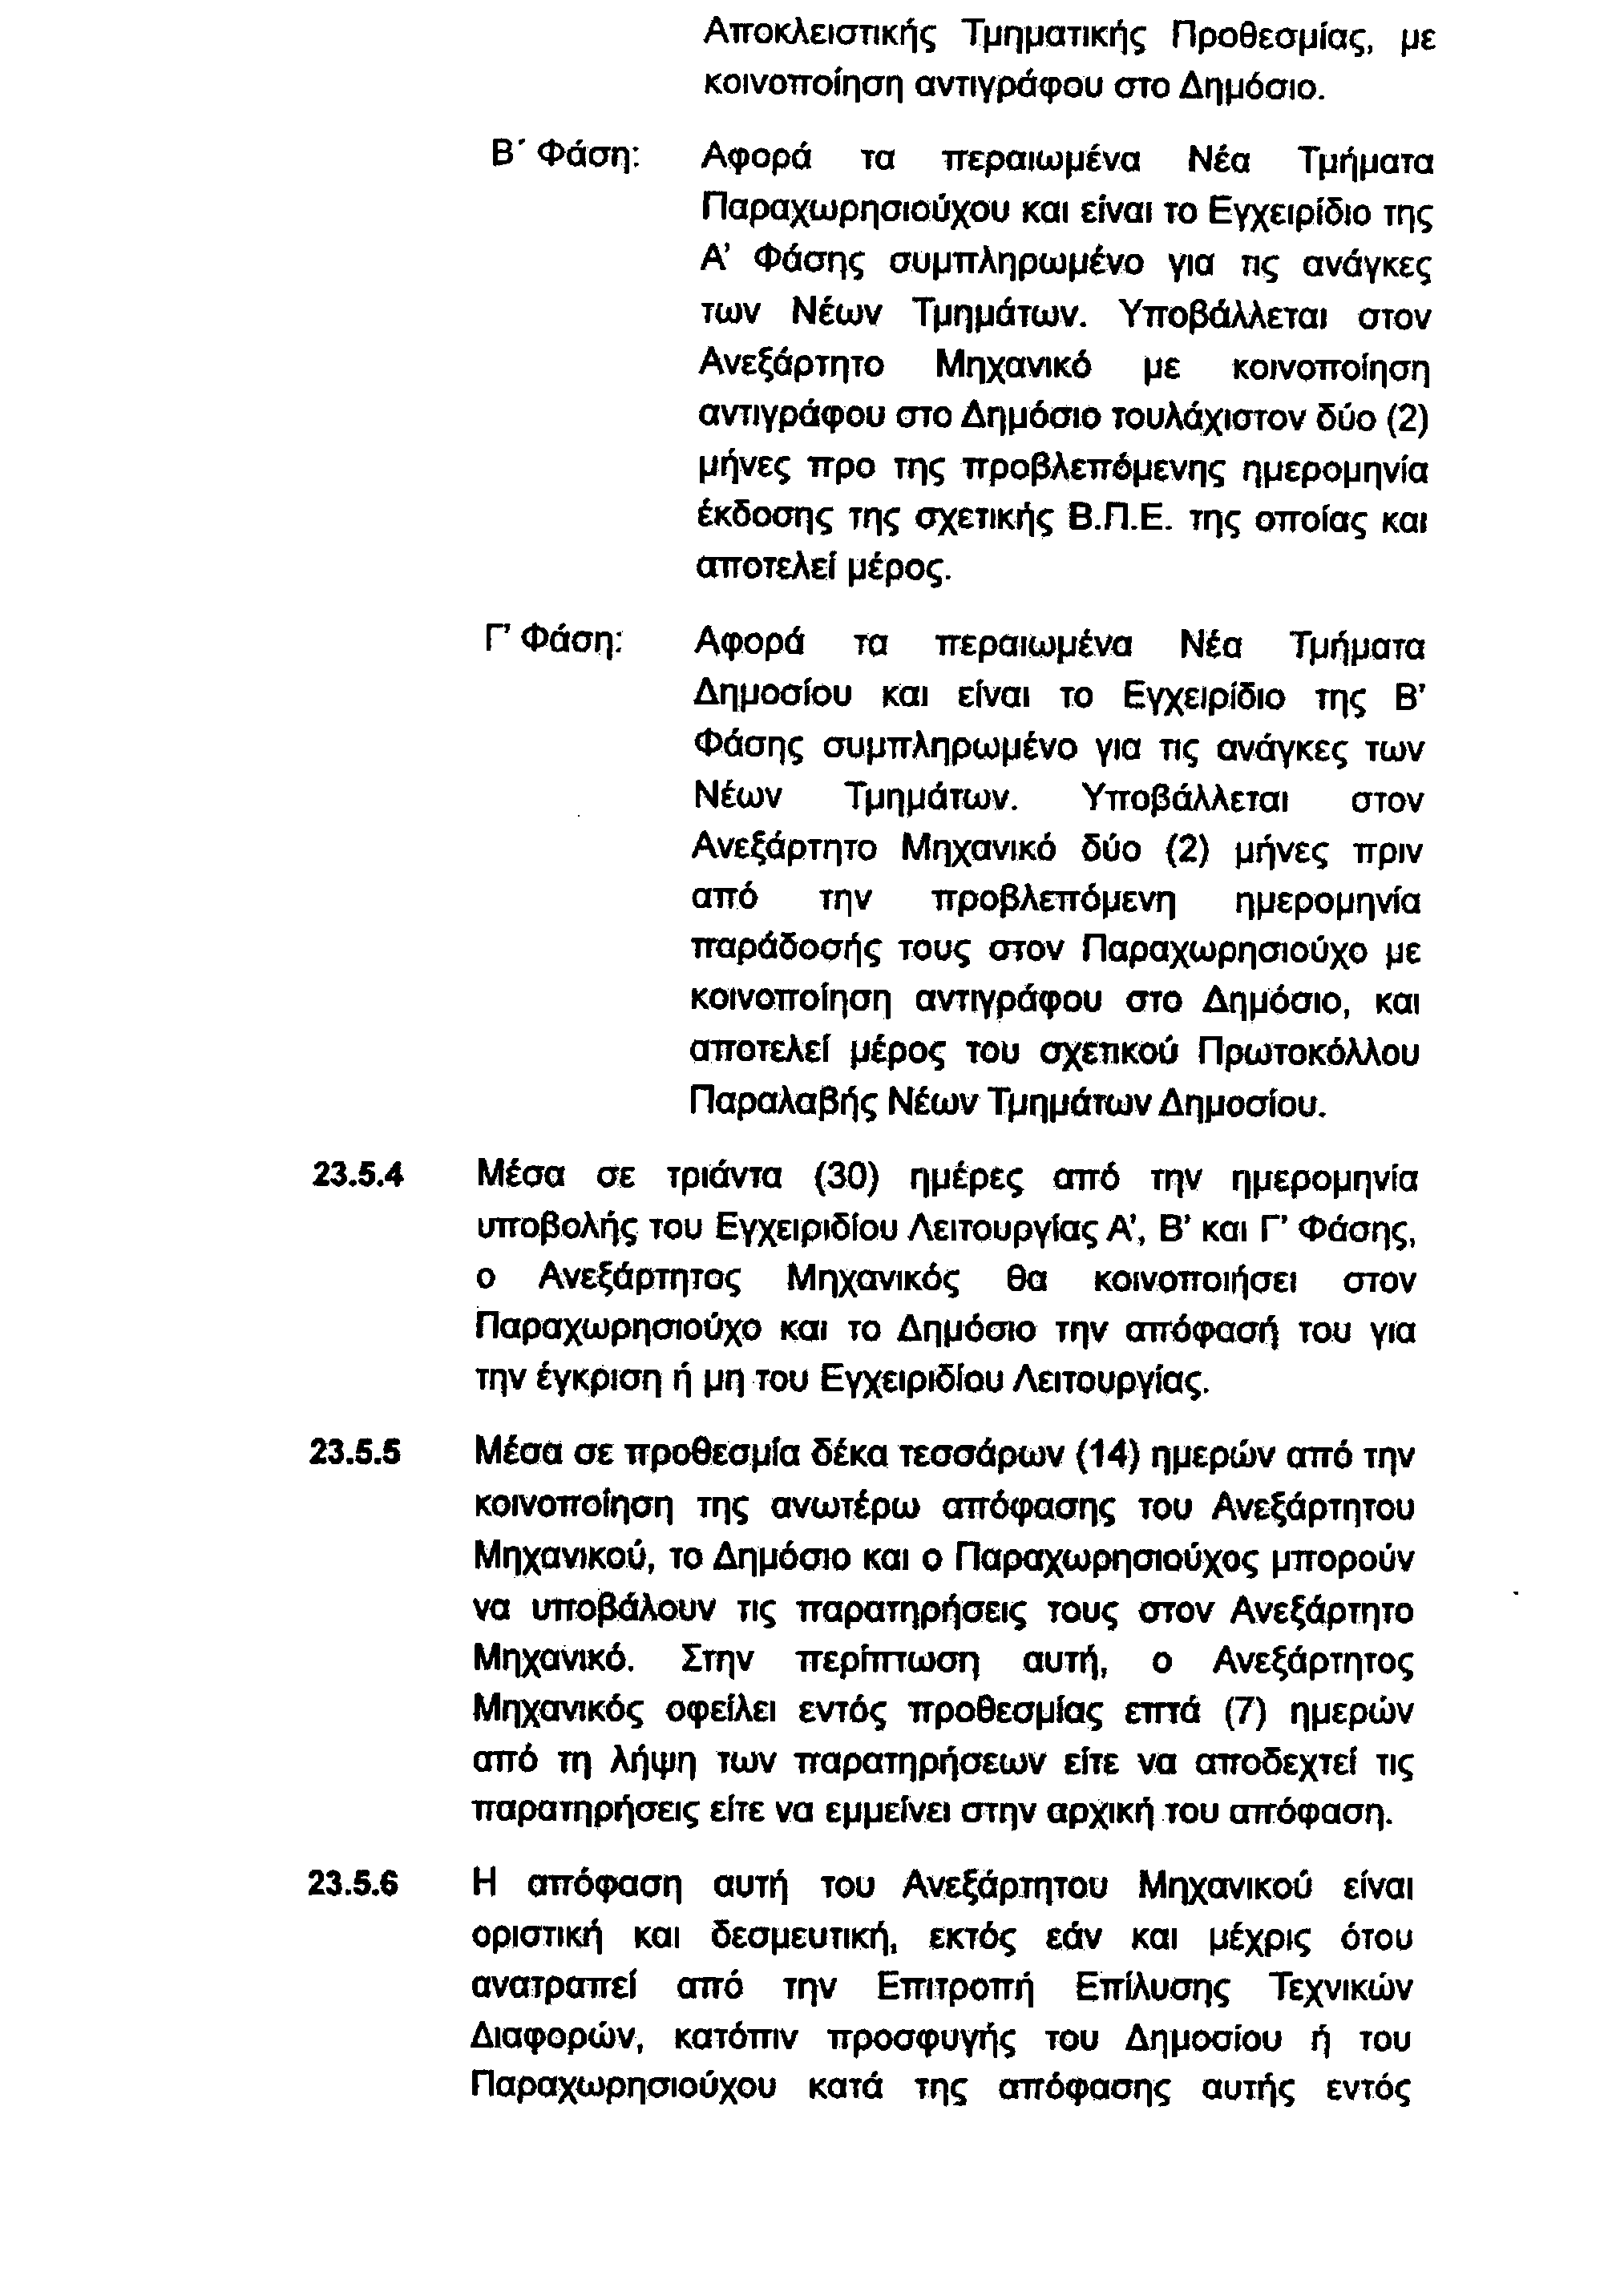 Αποκλειστικής Τμηματικής Προθεσμίας, με
κοινοποίηση αντιγράφου στο Δημόσιο.
Β΄ Φάση: Αφορά τα περαιωμένα Νέα Τμήματα
Παραχωρησιούχου και είναι το Εγχειρίδιο της
Α’ Φάσης συμπληρωμένο για τις ανάγκες
των Νέων Τμημάτων. Υποβάλλεται στον
Ανεξάρτητο Μηχανικό με κοινοποίηση
αντιγράφου στο Δημόσιο τουλάχιστον δύο (2)
μήνες προ της προβλεπόμενης ημερομηνία
έκδοσης της σχετικής Β.Π.Ε. της οποίας και
αποτελεί μέρος.
Γ’ Φάση: Αφορά τα περαιωμένα Νέα Τμήματα
Δημοσίου και είναι το Εγχειρίδιο της Β’
Φάσης συμπληρωμένο για τις ανάγκες των
Νέων Τμημάτων. Υποβάλλεται στον
Ανεξάρτητο Μηχανικό δύο (2) μήνες πριν
από την προβλεπόμενη ημερομηνία
παράδοσής τους στον Παραχωρησιούχο με
κοινοποίηση αντιγράφου στο Δημόσιο, και
αποτελεί μέρος του σχετικού Πρωτοκόλλου
Παραλαβής Νέων Τμημάτων Δημοσίου.
23.5.4 Μέσα σε τριάντα (30) ημέρες από την ημερομηνία
υποβολής του Εγχειριδίου Λειτουργίας Α’, Β’ και Γ’ Φάσης,
ο Ανεξάρτητος Μηχανικός θα κοινοποιήσει στον
Παραχωρησιούχο και το Δημόσιο την απόφασή του για
την έγκριση ή μη του Εγχειριδίου Λειτουργίας.
23.5.5 Μέσα σε προθεσμία δέκα τεσσάρων (14) ημερών από την
κοινοποίηση της ανωτέρω απόφασης του Ανεξάρτητου
Μηχανικού, το Δημόσιο και ο Παραχωρησιούχος μπορούν
να υποβάλουν τις παρατηρήσεις τους στον Ανεξάρτητο
Μηχανικό. Στην περίπτωση αυτή, ο Ανεξάρτητος
Μηχανικός οφείλει εντός προθεσμίας επτά (7) ημερών
από τη λήψη των παρατηρήσεων είτε να αποδεχτεί τις
παρατηρήσεις είτε να εμμείνει στην αρχική του απόφαση.
23.5.6 Η απόφαση αυτή του Ανεξάρτητου Μηχανικού είναι
οριστική και δεσμευτική, εκτός εάν και μέχρις ότου
ανατραπεί από την Επιτροπή Επίλυσης Τεχνικών
Διαφορών, κατόπιν προσφυγής του Δημοσίου ή του
Παραχωρησιούχου κατά της απόφασης αυτής εντός